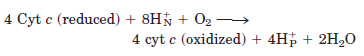 4 Cyt c (reduced) + 8H⁺N + O₂ ⟶
4 cyt c (oxidized) + 4H⁺P + 2H₂O